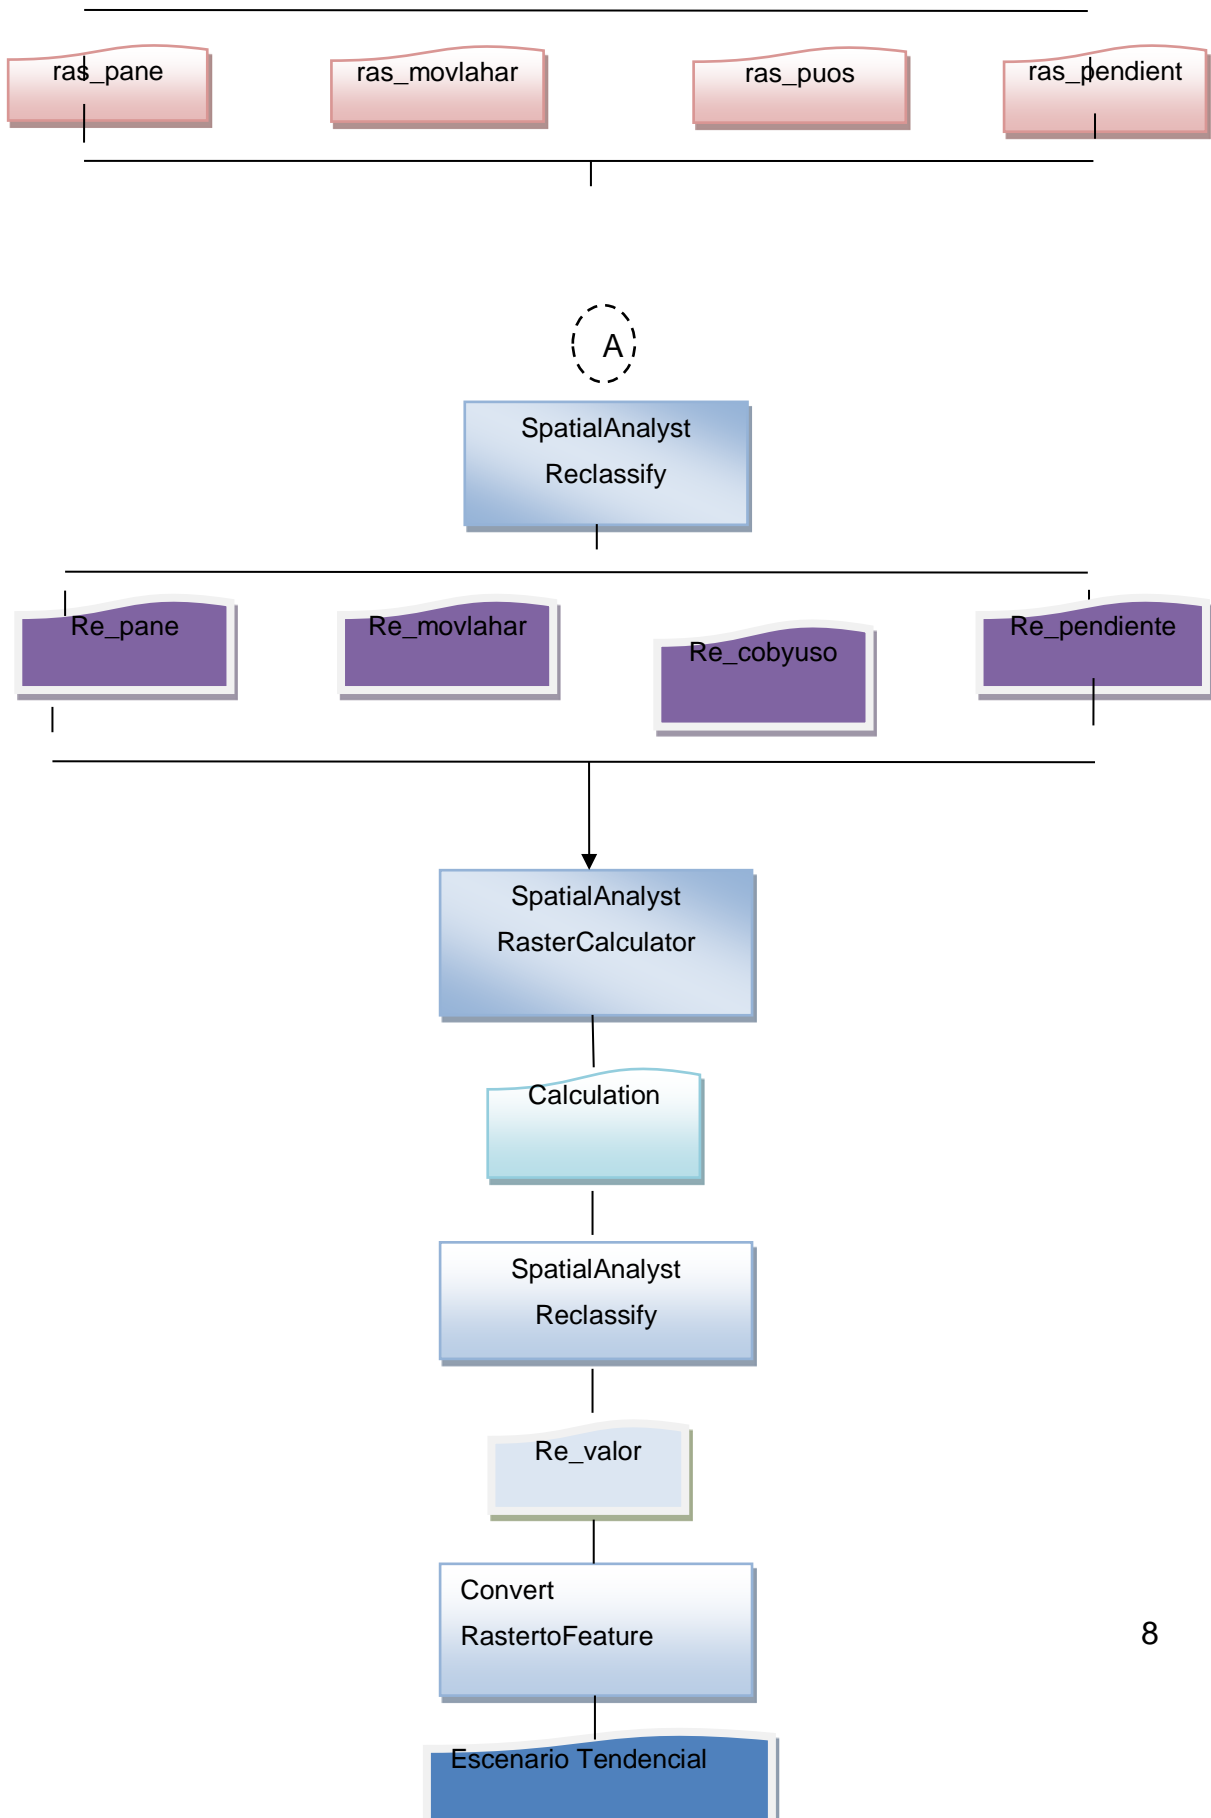 ras_pane
ras_movlahar
ras_puos
ras_pendient
A
SpatialAnalyst
Reclassify
Re_pane
Re_movlahar
Re_cobyuso
Re_pendiente
SpatialAnalyst
RasterCalculator
Calculation
SpatialAnalyst
Reclassify
Re_valor
Convert
RastertoFeature
8
Escenario Tendencial